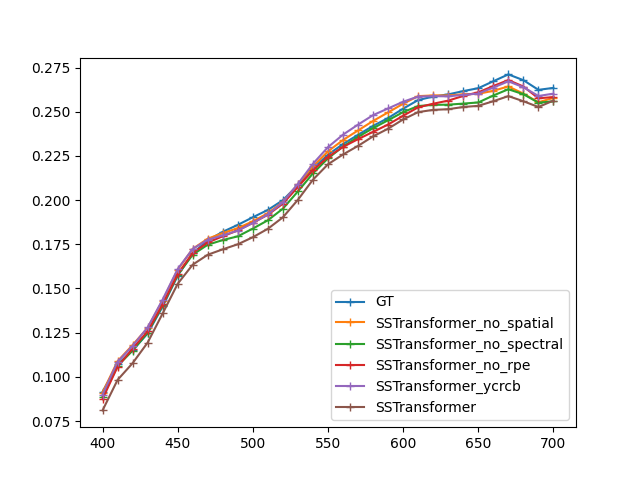 0.275
0.250
0.225
0.200
0.175
0.150
0.125
0.100
0.075
400 450 500 550 600 650 700
GT
SSTransformer_no_spatial
SSTransformer_no_spectral
SSTransformer_no_rpe
SSTransformer_ycrcb
SSTransformer